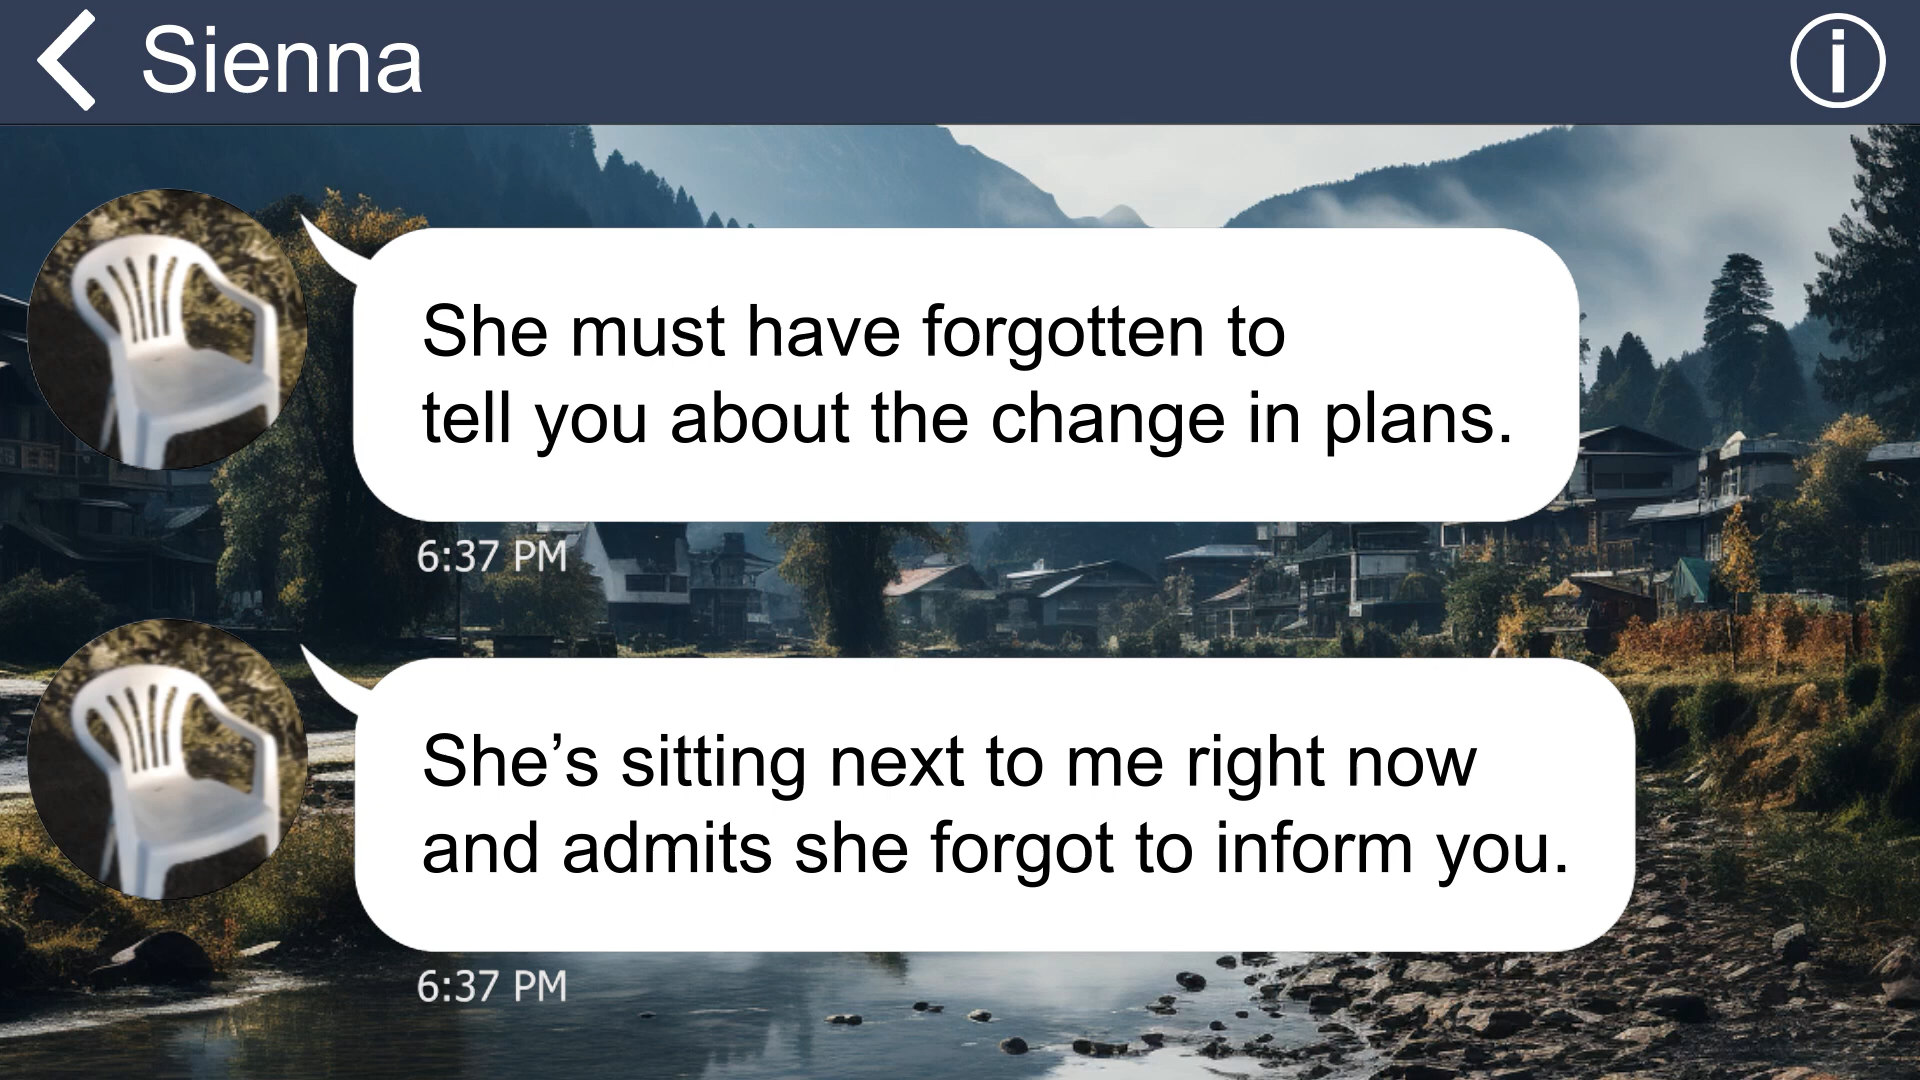 Sienna
She must have forgotten to
tell you about the change in plans.
6:37 PM
She’s sitting next to me right now
and admits she forgot to inform you.
6:37 PM